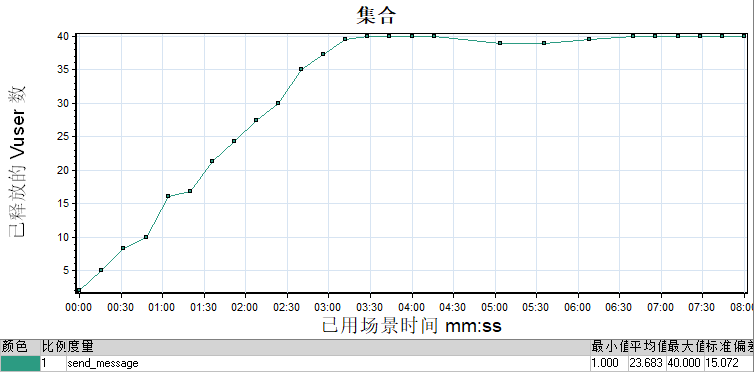 集合
已释放的 Vuser 数
40
35
30
25
20
15
10
5
00:00 00:30 01:00 01:30 02:00 02:30 03:00 03:30 04:00 04:30 05:00 05:30 06:00 06:30 07:00 07:30 08:00
已用场景时间 mm:ss
颜色 比例 度量 最小值 平均值 最大值 标准偏差
1 send_message 1.000 23.683 40.000 15.072